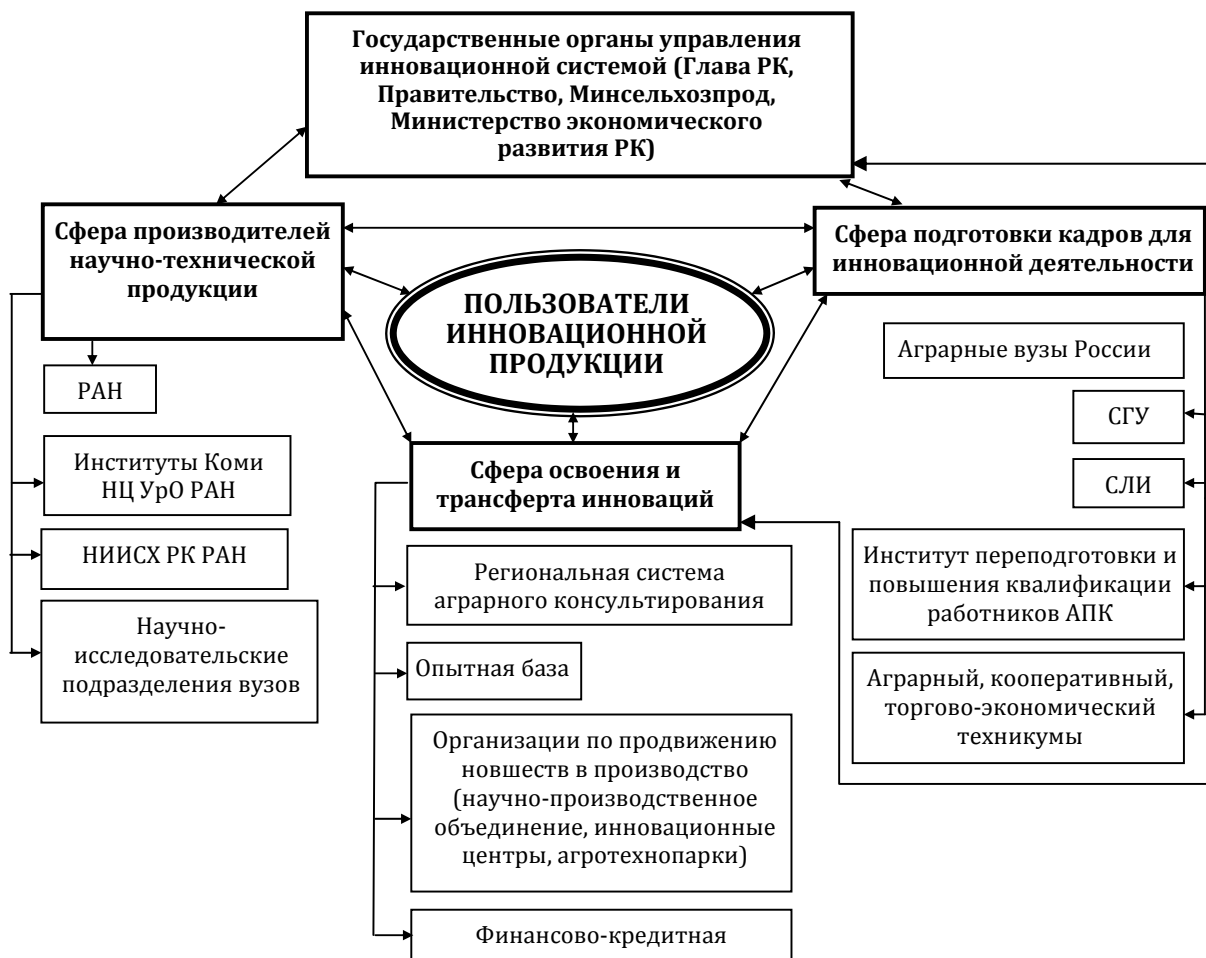 Государственные органы управления
инновационной системой (Глава РК,
Правительство, Минсельхозпрод,
Министерство экономического
развития РК)
Сфера производителей
научно-технической
продукции
Сфера подготовки кадров для
инновационной деятельности
ПОЛЬЗОВАТЕЛИ
ИННОВАЦИОННОЙ
ПРОДУКЦИИ
РАН
Институты Коми
НЦ УрО РАН
НИИСХ РК РАН
Научно-
исследовательские
подразделения вузов
Сфера освоения и
трансферта инноваций
Региональная система
аграрного консультирования
Опытная база
Организации по продвижению
новшеств в производство
(научно-производственное
объединение, инновационные
центры, агротехнопарки)
Финансово-кредитная
Аграрные вузы России
СГУ
СЛИ
Институт переподготовки и
повышения квалификации
работников АПК
Аграрный, кооперативный,
торгово-экономический
техникумы